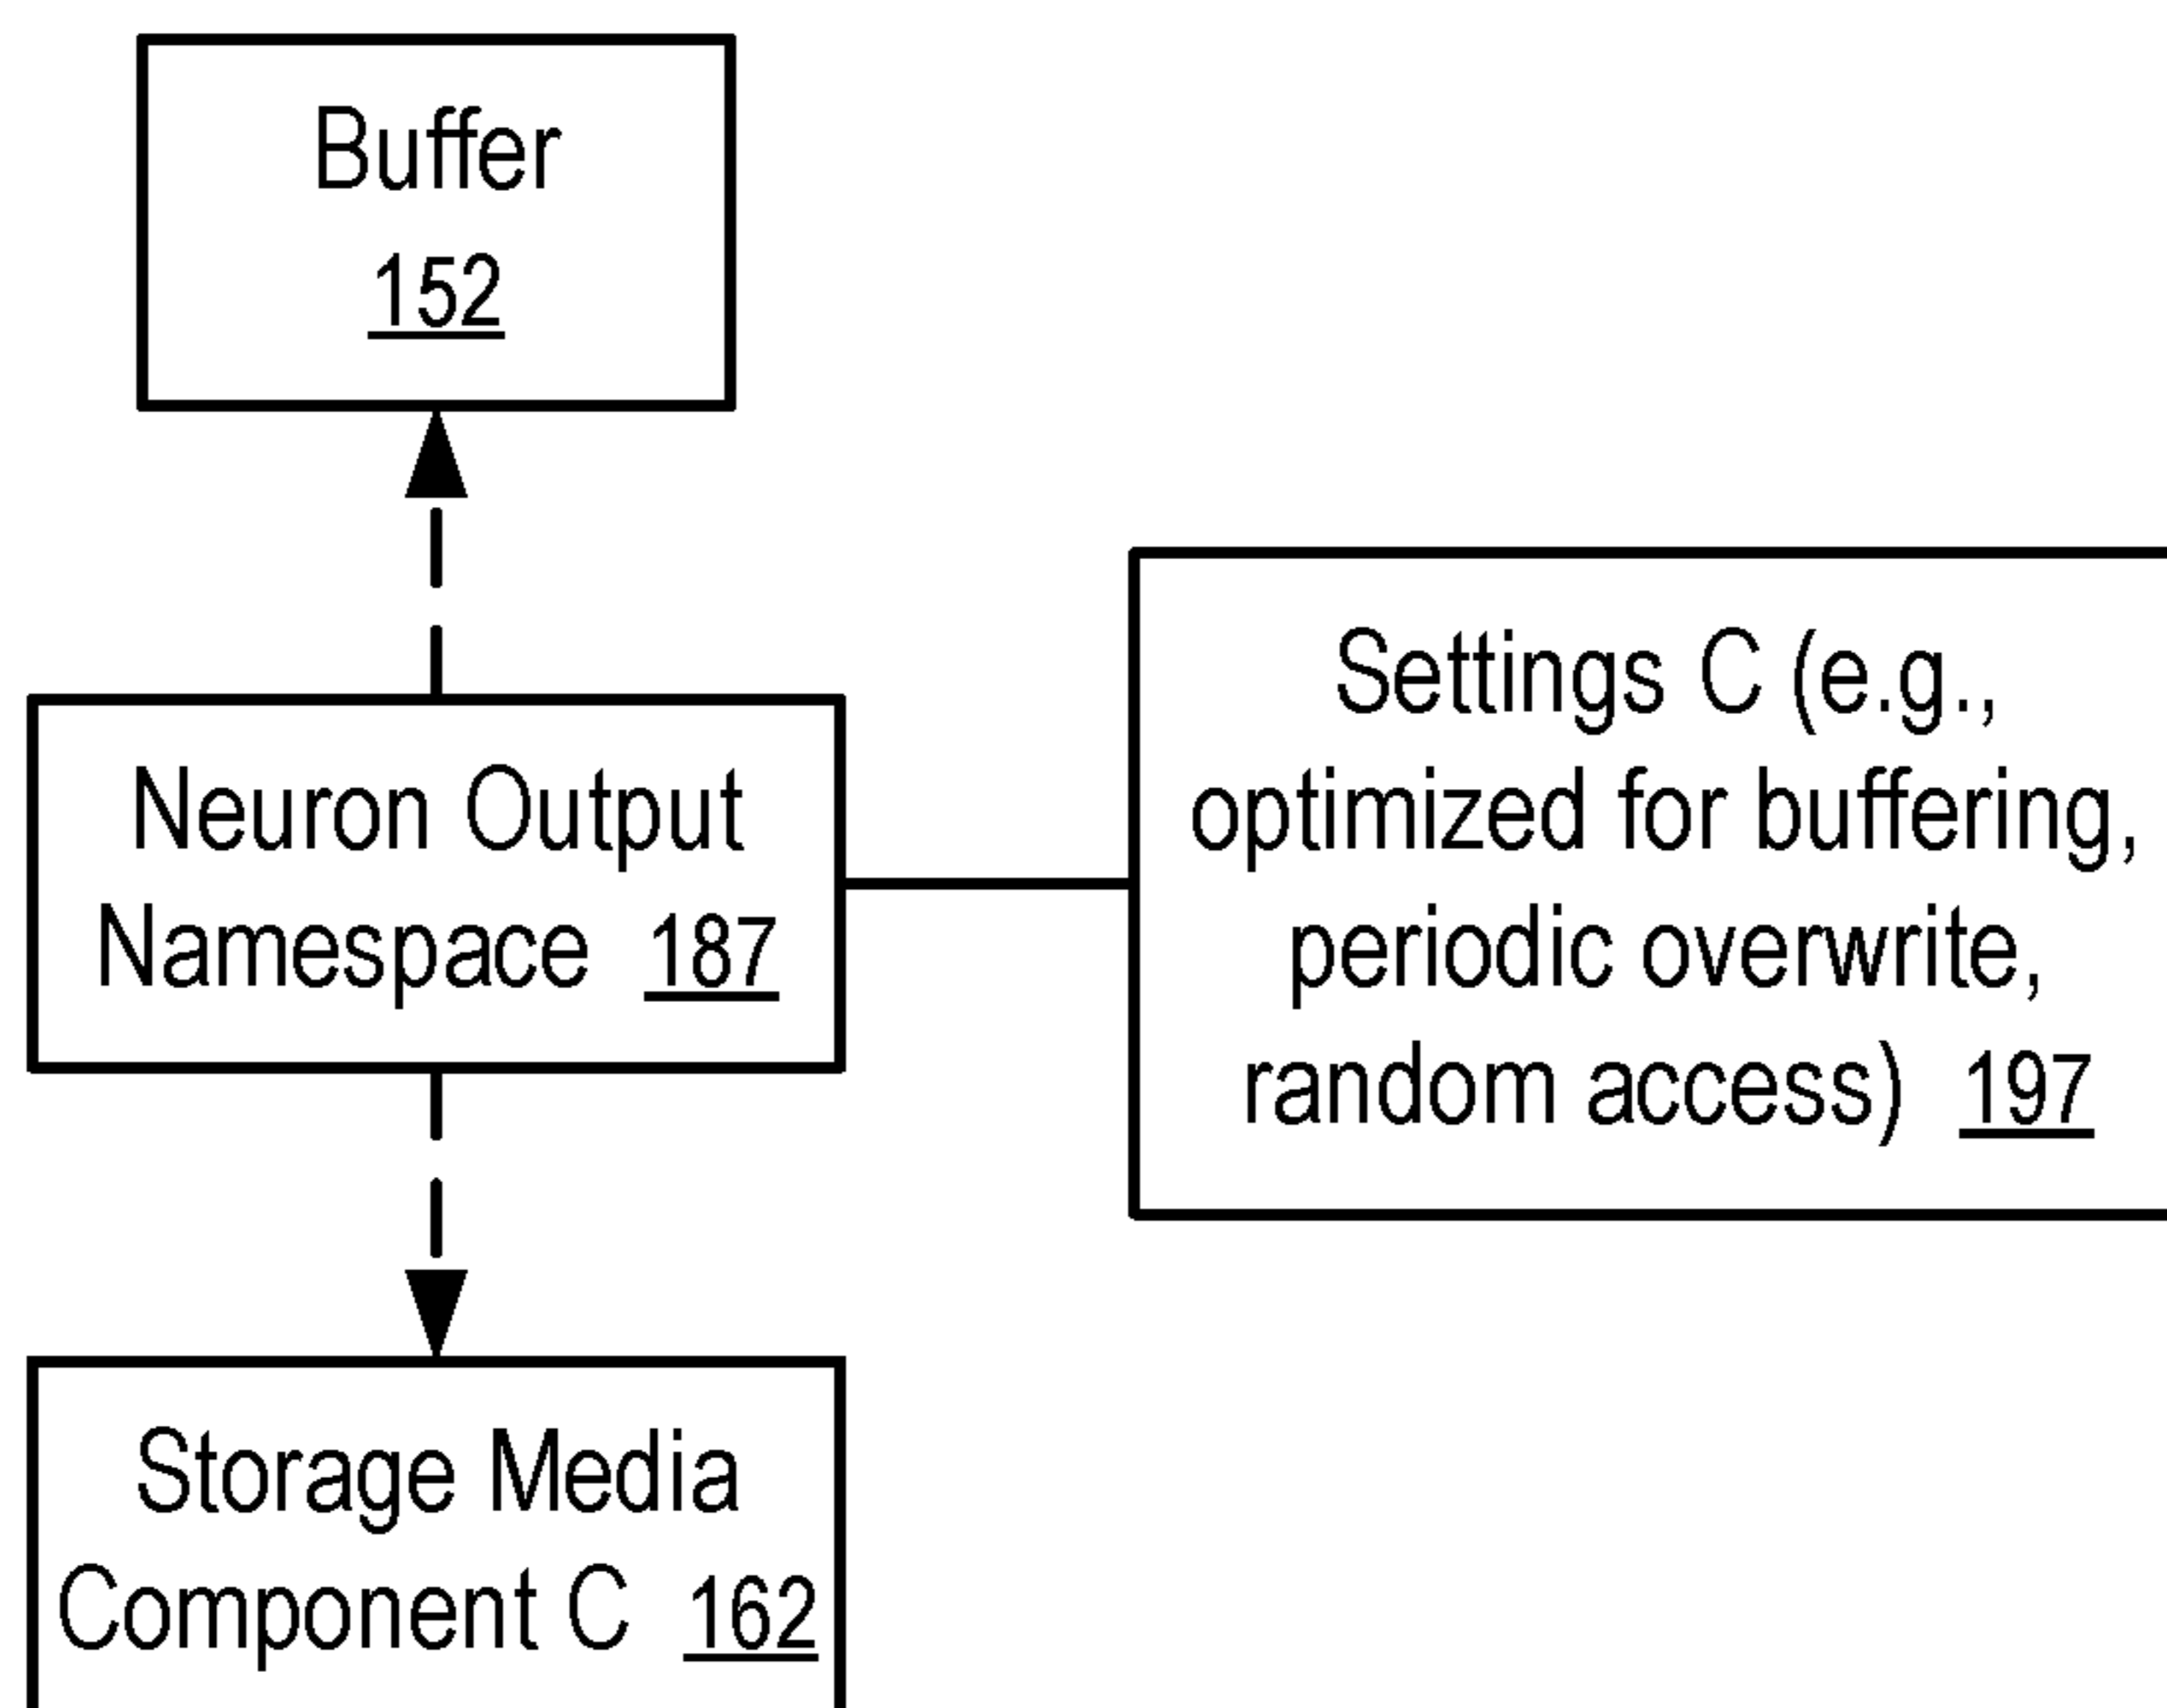 Buffer
152
Neuron Output
Namespace 187
Settings C (e.g.,
optimized for buffering,
periodic overwrite,
random access) 197
Storage Media
Component C 162